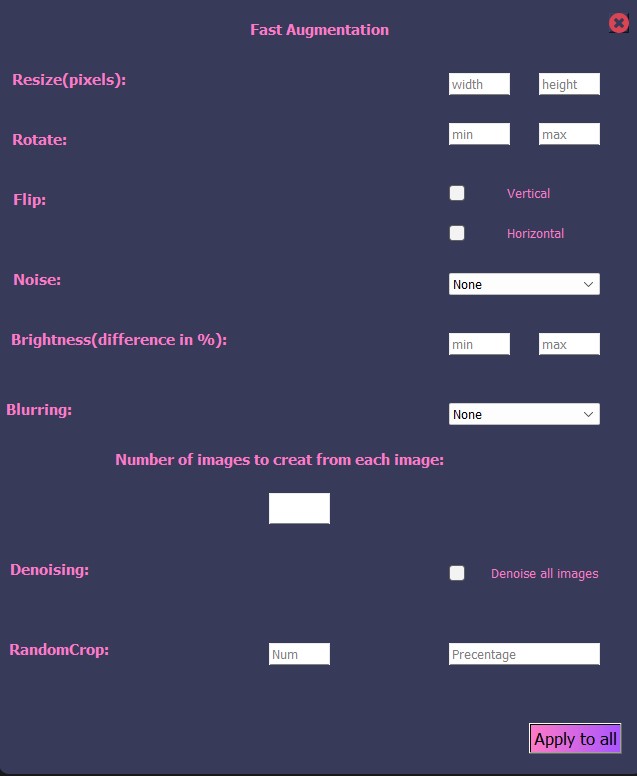 Fast Augmentation
Resize(pixels):
width height
Rotate:
min max
Flip:
Vertical
Horizontal
Noise:
None
Brightness(difference in %):
min max
Blurring:
None
Number of images to creat from each image:
Denoising:
Denoise all images
RandomCrop:
Num Precentage
Apply to all